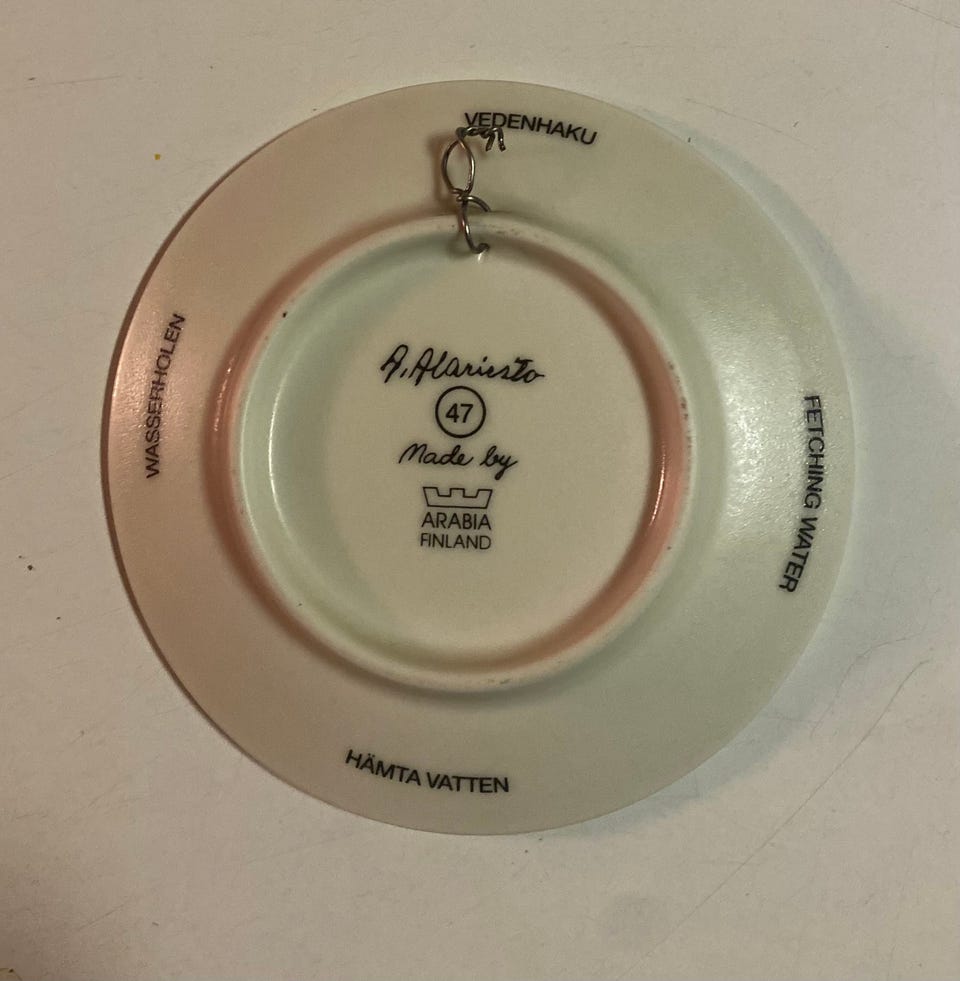 VEDENHAKU
WASSERHOLEN
A. Alariesto
47
Made by
ARABIA
FINLAND
FETCHING WATER
HÄMTA VATTEN